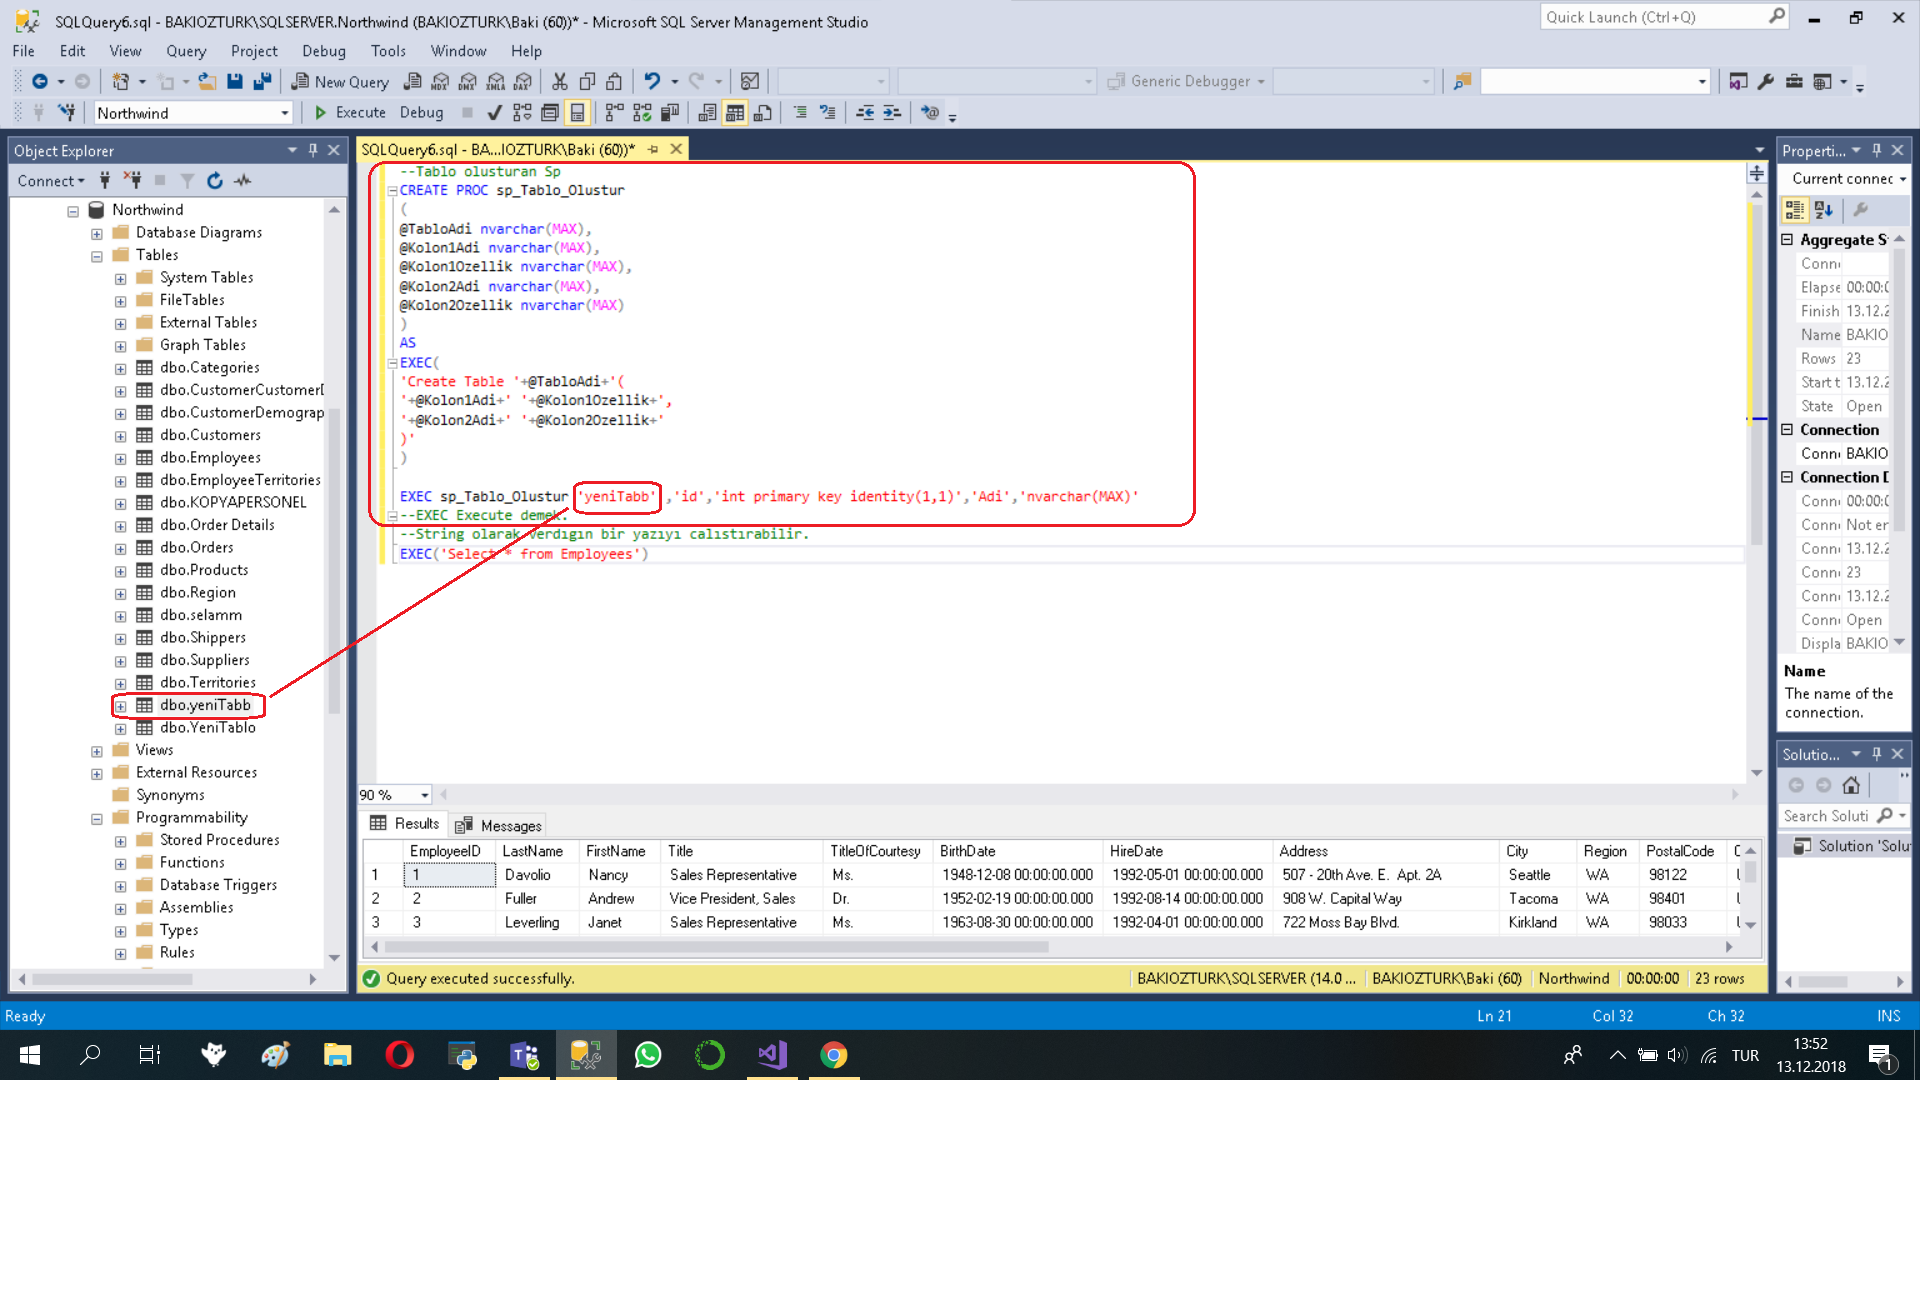 SQLQuery6.sql - BAKIOZTURK\SQLSERVER.Northwind (BAKIOZTURK\Baki (60))* - Microsoft SQL Server Management Studio
Quick Launch (Ctrl+Q)
File Edit View Query Project Debug Tools Window Help
New Query MDX DMX XMLA DAX Generic Debugger
Northwind Execute Debug
Object Explorer
Connect
Northwind
Database Diagrams
Tables
System Tables
FileTables
External Tables
Graph Tables
dbo.Categories
dbo.CustomerCustomerD
dbo.CustomerDemograp
dbo.Customers
dbo.Employees
dbo.EmployeeTerritories
dbo.KOPYAPERSONEL
dbo.Order Details
dbo.Orders
dbo.Products
dbo.Region
dbo.selamm
dbo.Shippers
dbo.Suppliers
dbo.Territories
dbo.yeniTabb
dbo.YeniTablo
Views
External Resources
Synonyms
Programmability
Stored Procedures
Functions
Database Triggers
Assemblies
Types
Rules
SQLQuery6.sql - BA...IOZTURK\Baki (60))*
--Tablo olusturan Sp
CREATE PROC sp_Tablo_Olustur
(
@TabloAdi nvarchar(MAX),
@Kolon1Adi nvarchar(MAX),
@Kolon1Ozellik nvarchar(MAX),
@Kolon2Adi nvarchar(MAX),
@Kolon2Ozellik nvarchar(MAX)
)
AS
EXEC(
'Create Table '+@TabloAdi+'(
'+@Kolon1Adi+' '+@Kolon1Ozellik+',
'+@Kolon2Adi+' '+@Kolon2Ozellik+'
)'
)
EXEC sp_Tablo_Olustur 'yeniTabb' ,'id','int primary key identity(1,1)','Adi','nvarchar(MAX)'
--EXEC Execute demek.
--String olarak verdıgın bir yazıyı calıstırabilir.
EXEC('Select * from Employees')
90 %
Results Messages
EmployeeID LastName FirstName Title TitleOfCourtesy BirthDate HireDate Address City Region PostalCode
1 1 Davolio Nancy Sales Representative Ms. 1948-12-08 00:00:00.000 1992-05-01 00:00:00.000 507 - 20th Ave. E. Apt. 2A Seattle WA 98122
2 2 Fuller Andrew Vice President, Sales Dr. 1952-02-19 00:00:00.000 1992-08-14 00:00:00.000 908 W. Capital Way Tacoma WA 98401
3 3 Leverling Janet Sales Representative Ms. 1963-08-30 00:00:00.000 1992-04-01 00:00:00.000 722 Moss Bay Blvd. Kirkland WA 98033
Query executed successfully. BAKIOZTURK\SQLSERVER (14.0 ... BAKIOZTURK\Baki (60) Northwind 00:00:00 23 rows
Properti...
Current connec
Aggregate S
Conn
Elapse 00:00:0
Finish 13.12.2
Name BAKIO
Rows 23
Start t 13.12.2
State Open
Connection
Conn BAKIO
Connection D
Conn 00:00:0
Conn Not er
Conn 13.12.2
Conn 23
Conn 13.12.2
Conn Open
Displa BAKIO
Name
The name of the
connection.
Solutio...
Search Soluti
Solution 'Solu
Ready Ln 21 Col 32 Ch 32 INS
TUR
13:52
13.12.2018
1